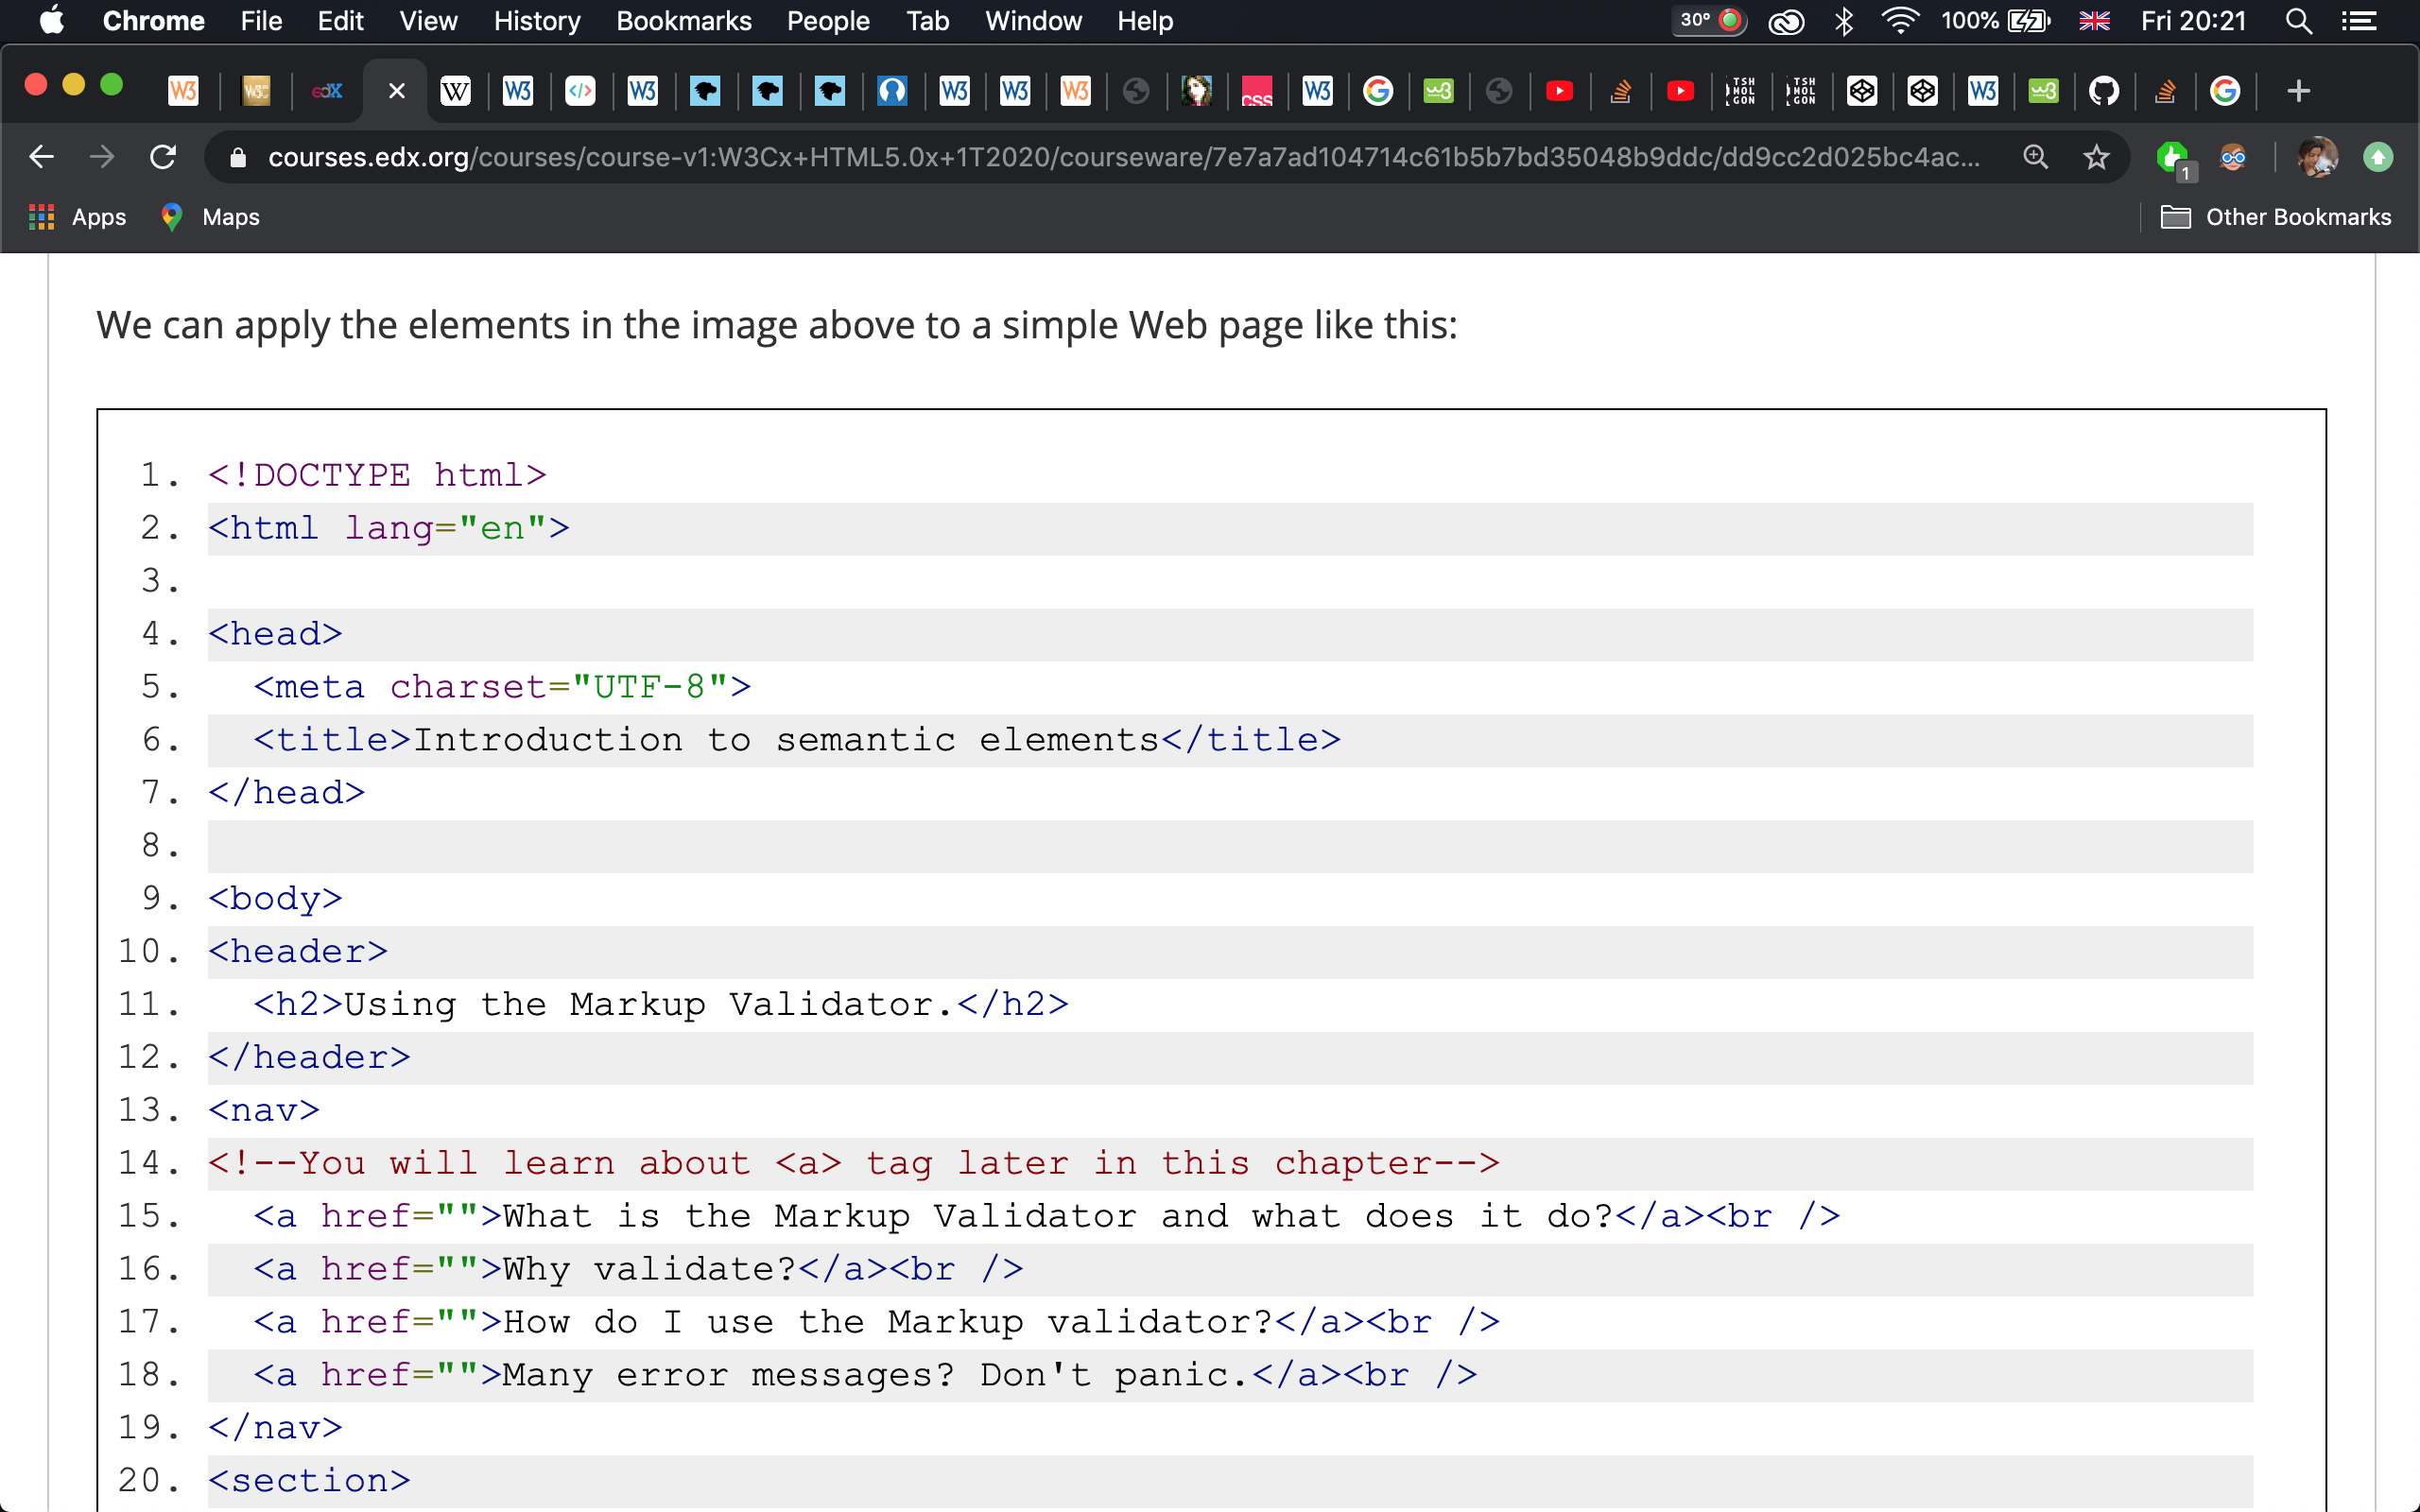 Chrome File Edit View History Bookmarks People Tab Window Help 30° 100% Fri 20:21
courses.edx.org/courses/course-v1:W3Cx+HTML5.0x+1T2020/courseware/7e7a7ad104714c61b5b7bd35048b9ddc/dd9cc2d025bc4ac... 1
Apps Maps Other Bookmarks
We can apply the elements in the image above to a simple Web page like this:
1. <!DOCTYPE html>
2. <html lang="en">
3.
4. <head>
5. <meta charset="UTF-8">
6. <title>Introduction to semantic elements</title>
7. </head>
8.
9. <body>
10. <header>
11. <h2>Using the Markup Validator.</h2>
12. </header>
13. <nav>
14. <!--You will learn about <a> tag later in this chapter-->
15. <a href="">What is the Markup Validator and what does it do?</a><br />
16. <a href="">Why validate?</a><br />
17. <a href="">How do I use the Markup validator?</a><br />
18. <a href="">Many error messages? Don't panic.</a><br />
19. </nav>
20. <section>